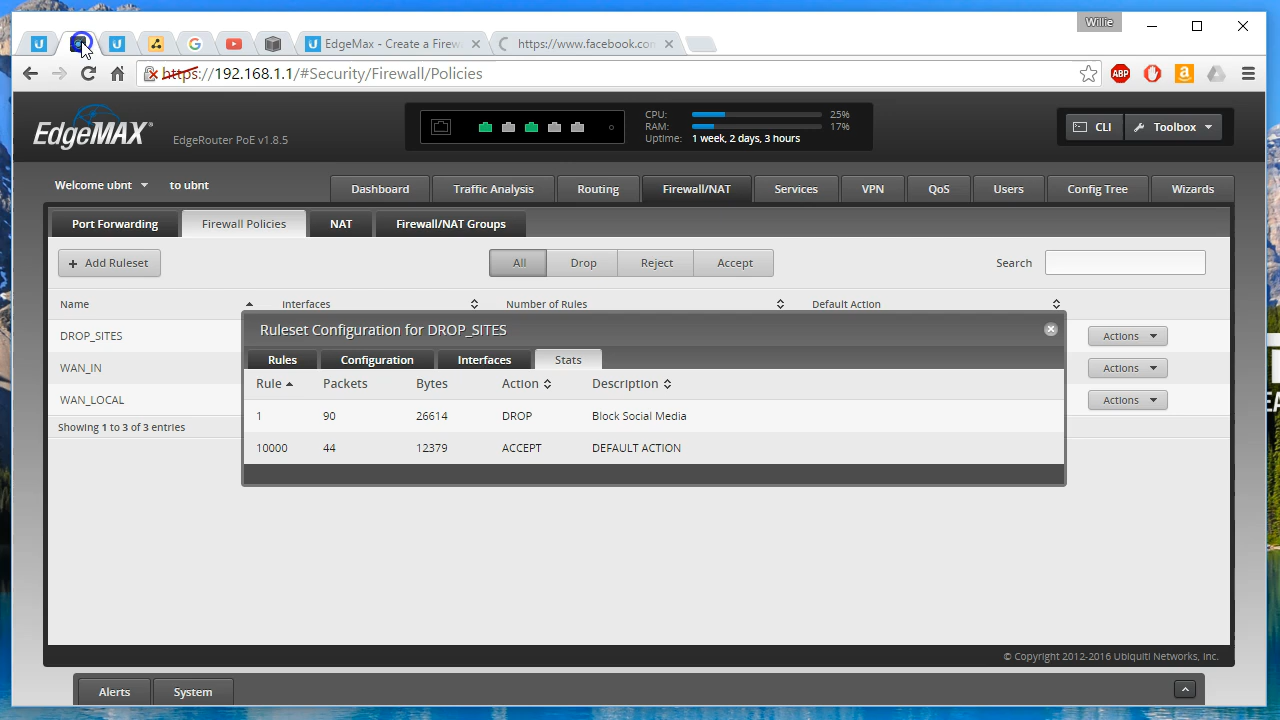 Willie
EdgeMax - Create a Firew
https://www.facebook.com
https://192.168.1.1/#Security/Firewall/Policies
ABP
EdgeMAX
EdgeRouter PoE v1.8.5
CPU: 25%
RAM: 17%
Uptime: 1 week, 2 days, 3 hours
CLI
Toolbox
Welcome ubnt to ubnt
Dashboard Traffic Analysis Routing Firewall/NAT Services VPN QoS Users Config Tree Wizards
Port Forwarding Firewall Policies NAT Firewall/NAT Groups
+ Add Ruleset All Drop Reject Accept Search
Name Interfaces Number of Rules Default Action
DROP_SITES Actions
WAN_IN Actions
WAN_LOCAL Actions
Showing 1 to 3 of 3 entries
Ruleset Configuration for DROP_SITES
Rules Configuration Interfaces Stats
Rule Packets Bytes Action Description
1 90 26614 DROP Block Social Media
10000 44 12379 ACCEPT DEFAULT ACTION
© Copyright 2012-2016 Ubiquiti Networks, Inc.
Alerts System